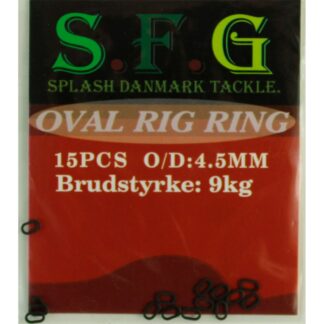 S.F.G
SPLASH DANMARK TACKLE.
OVAL RIG RING
15PCS O/D:4.5MM
Brudstyrke: 9kg